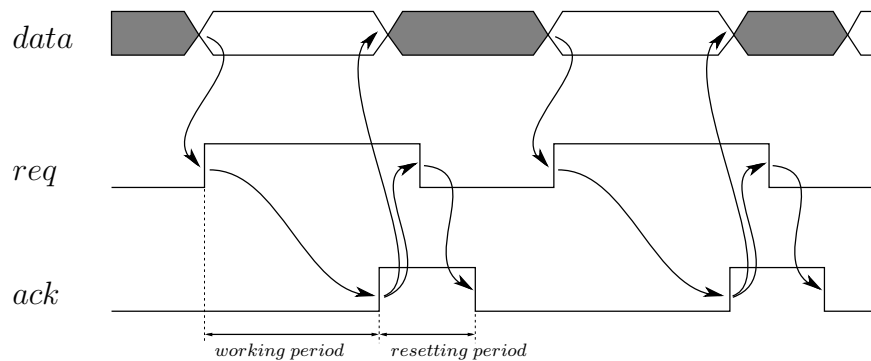 data
req
ack
working period resetting period